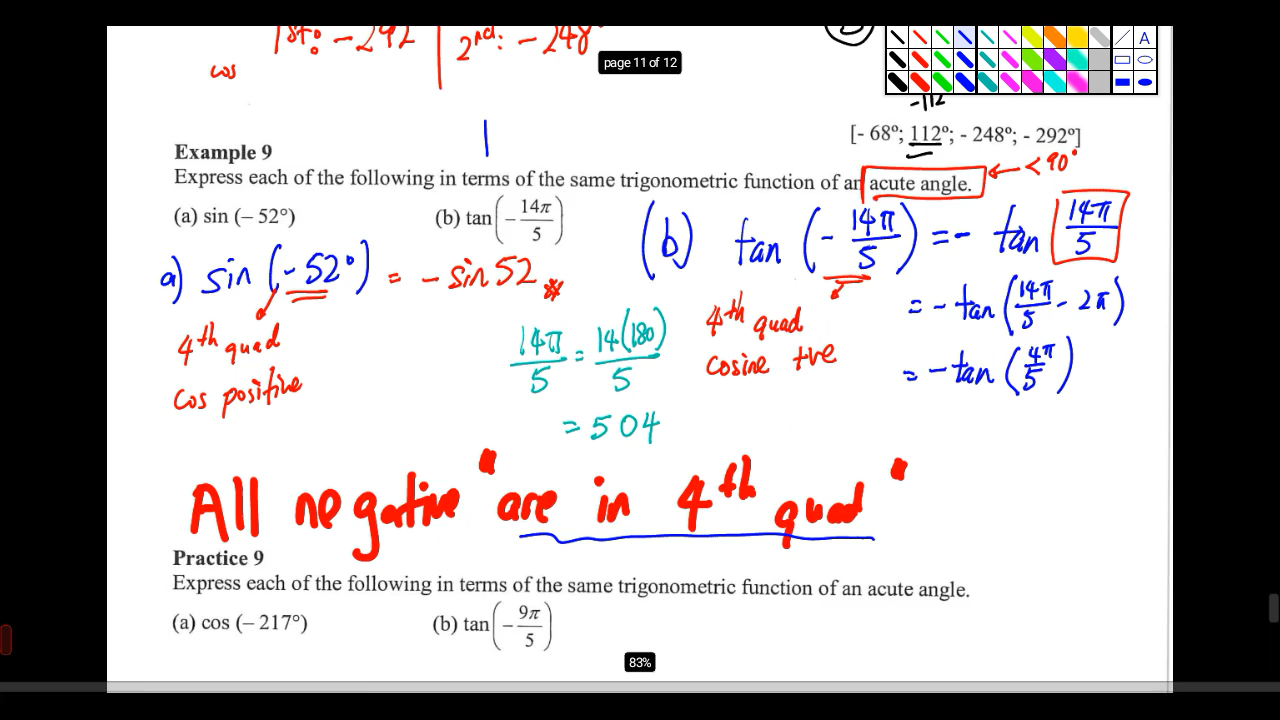 1st: -292° 2nd: -248°
cos
page 11 of 12
A
-112
[- 68º; 112º; - 248º; - 292º]
Example 9
< 90°
Express each of the following in terms of the same trigonometric function of an acute angle.
(a) sin (– 52°) (b) tan(-14π/5)
(b) tan (-14π/5) = - tan 14π/5
a) sin (-52°) = - sin 52 *
= - tan (14π/5 - 2π)
4th quad
cos positive
14π/5 = 14(180)/5
= 504
4th quad
cosine +ve
= - tan (4π/5)
All negative "are in 4th quad"
Practice 9
Express each of the following in terms of the same trigonometric function of an acute angle.
(a) cos (– 217°) (b) tan(-9π/5)
83%